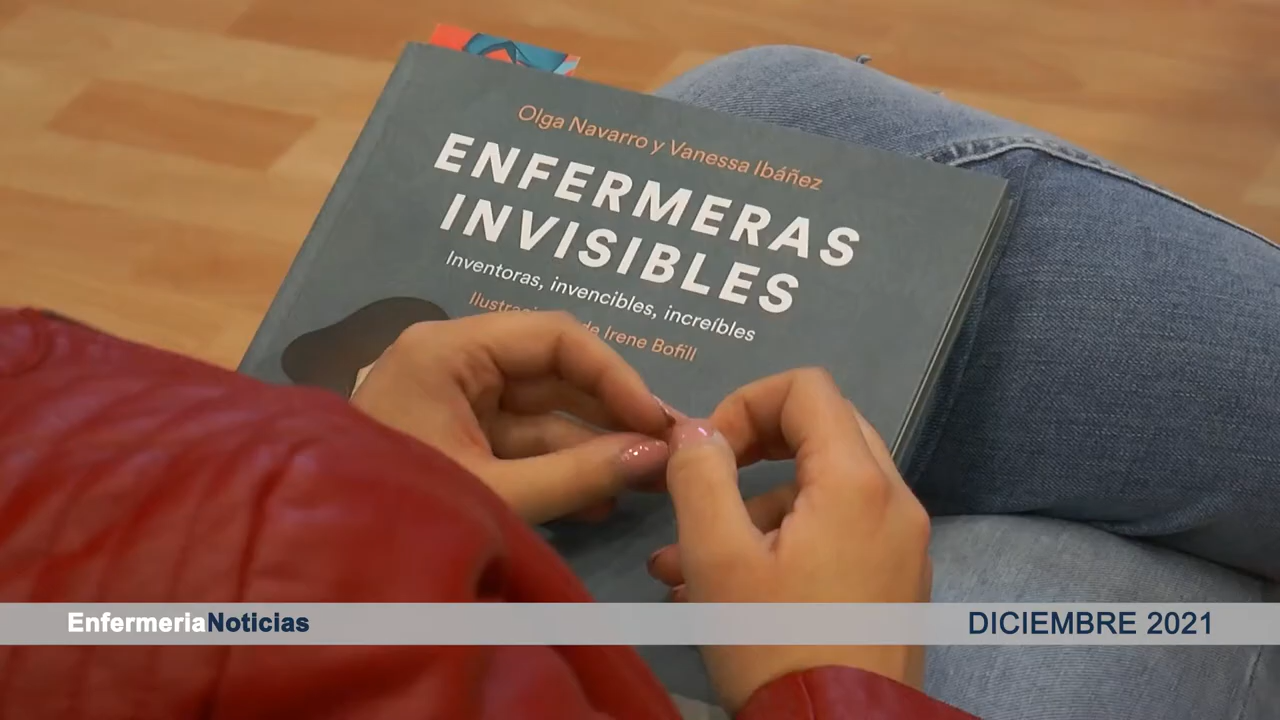 Olga Navarro y Vanessa Ibáñez
ENFERMERAS
INVISIBLES
Inventoras, invencibles, increíbles
de Irene Bofill
EnfermeriaNoticias
DICIEMBRE 2021